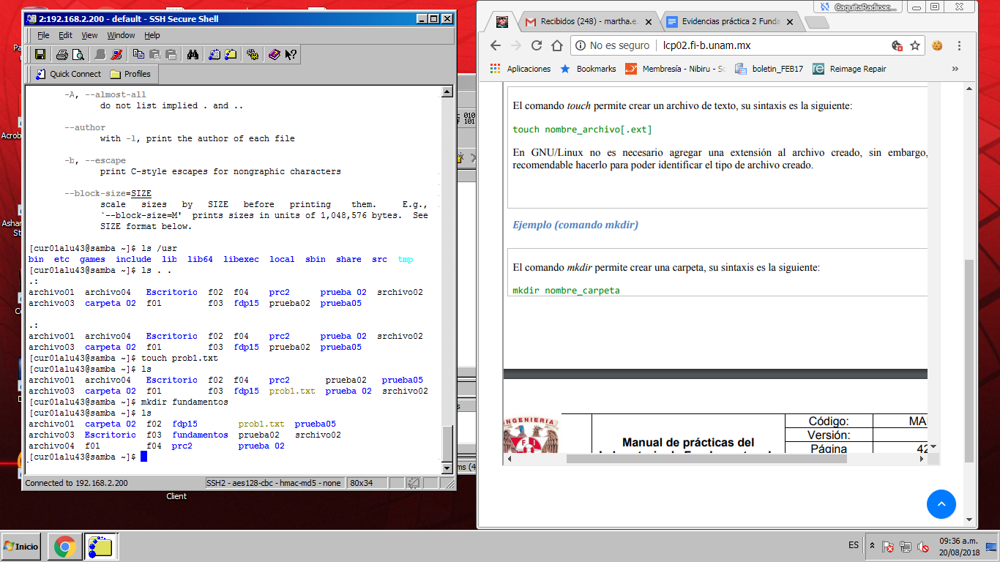 2:192.168.2.200 - default - SSH Secure Shell
File Edit View Window Help
Quick Connect Profiles
-A, --almost-all
do not list implied . and ..
--author
with -l, print the author of each file
-b, --escape
print C-style escapes for nongraphic characters
--block-size=SIZE
scale sizes by SIZE before printing them. E.g.,
`--block-size=M' prints sizes in units of 1,048,576 bytes. See
SIZE format below.
[cur01alu43@samba ~]$ ls /usr
bin etc games include lib lib64 libexec local sbin share src tmp
[cur01alu43@samba ~]$ ls . .
.:
archivo01 archivo04 Escritorio f02 f04 prc2 prueba 02 srchivo02
archivo03 carpeta 02 f01 f03 fdp15 prueba02 prueba05
.:
archivo01 archivo04 Escritorio f02 f04 prc2 prueba 02 srchivo02
archivo03 carpeta 02 f01 f03 fdp15 prueba02 prueba05
[cur01alu43@samba ~]$ touch prob1.txt
[cur01alu43@samba ~]$ ls
archivo01 archivo04 Escritorio f02 f04 prc2 prueba02 prueba05
archivo03 carpeta 02 f01 f03 fdp15 prob1.txt prueba 02 srchivo02
[cur01alu43@samba ~]$ mkdir fundamentos
[cur01alu43@samba ~]$ ls
archivo01 carpeta 02 f02 fdp15 prob1.txt prueba05
archivo03 Escritorio f03 fundamentos prueba02 srchivo02
archivo04 f01 f04 prc2 prueba 02
[cur01alu43@samba ~]$
Connected to 192.168.2.200 SSH2 - aes128-cbc - hmac-md5 - none 80x34
Client
CaquitaRadioac...
Recibidos (248) - martha.e. Evidencias práctica 2 Funda
No es seguro lcp02.fi-b.unam.mx
Aplicaciones Bookmarks Membresía - Nibiru - Sc boletin_FEB17 Reimage Repair »
El comando touch permite crear un archivo de texto, su sintaxis es la siguiente:
touch nombre_archivo[.ext]
En GNU/Linux no es necesario agregar una extensión al archivo creado, sin embargo,
recomendable hacerlo para poder identificar el tipo de archivo creado.
Ejemplo (comando mkdir)
El comando mkdir permite crear una carpeta, su sintaxis es la siguiente:
mkdir nombre_carpeta
INGENIERIA
Manual de prácticas del
Código: MA
Versión:
Página 42
Inicio
ES
09:36 a.m.
20/08/2018